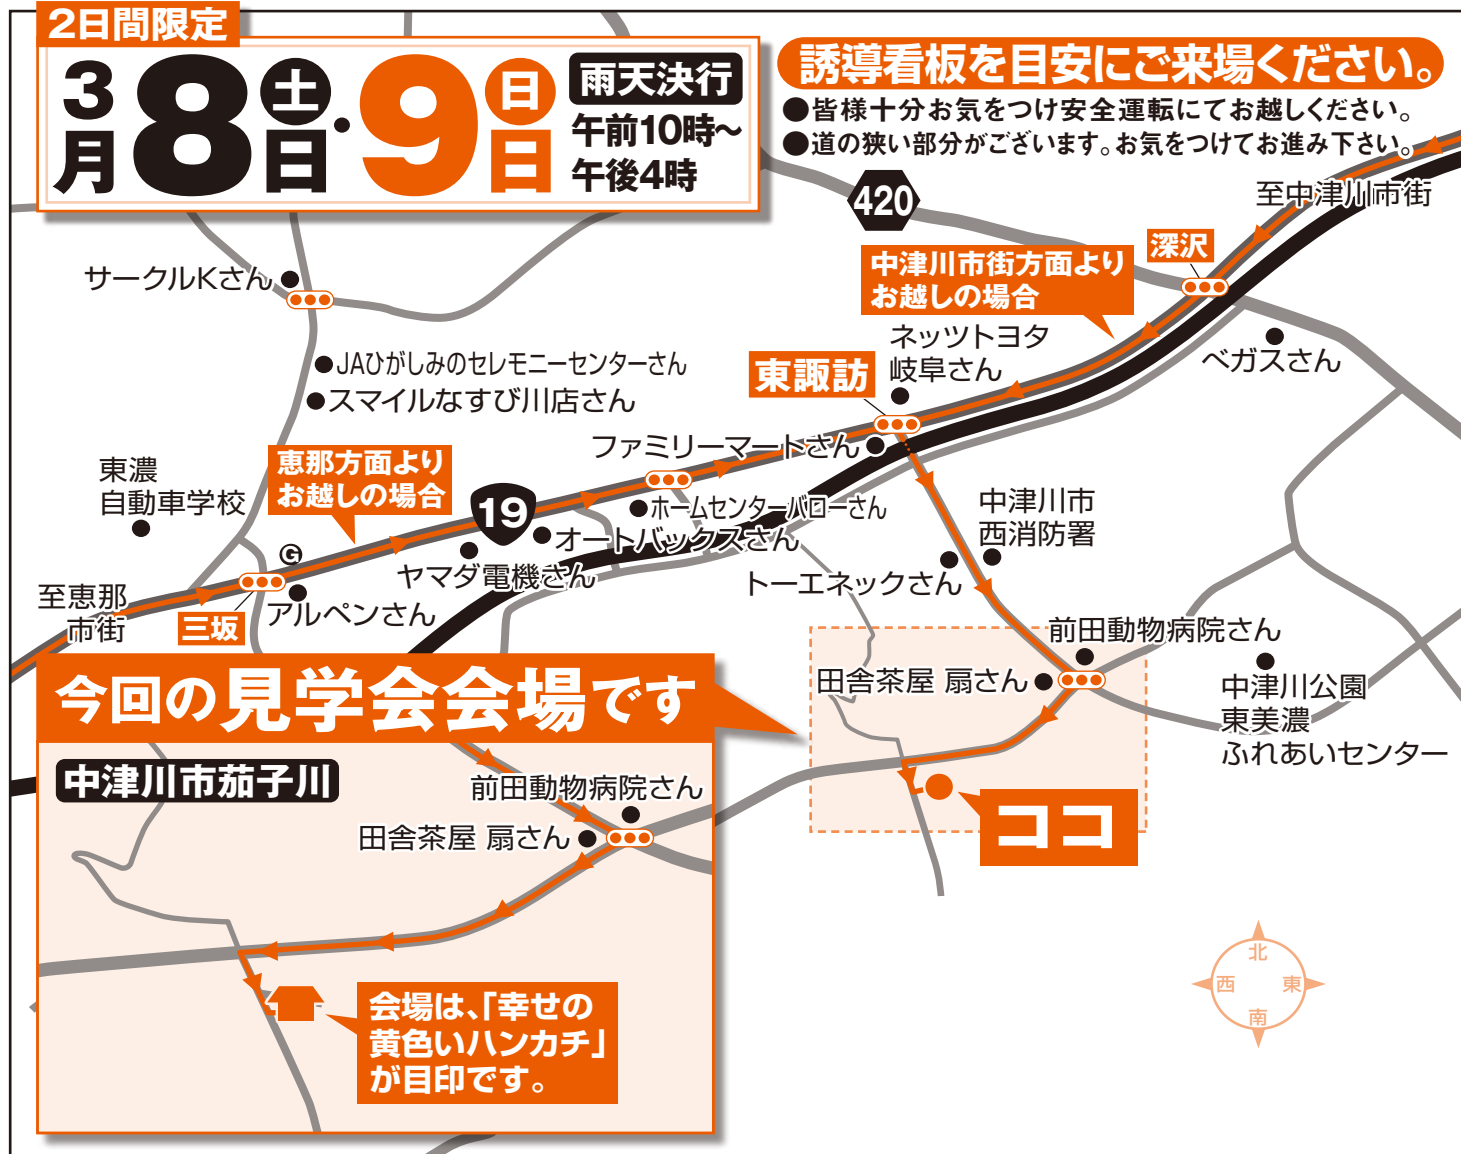 2日間限定
3月8土日・9日日
雨天決行
午前10時〜
午後4時
誘導看板を目安にご来場ください。
●皆様十分お気をつけ安全運転にてお越しください。
●道の狭い部分がございます。お気をつけてお進み下さい。
420
至中津川市街
深沢
中津川市街方面より
お越しの場合
サークルKさん
ネッツトヨタ
岐阜さん
ベガスさん
JAひがしみのセレモニーセンターさん
スマイルなすび川店さん
東諏訪
ファミリーマートさん
恵那方面より
お越しの場合
東濃
自動車学校
19
ホームセンターバローさん
オートバックスさん
中津川市
西消防署
G
ヤマダ電機さん
トーエネックさん
至恵那
市街
アルペンさん
三坂
前田動物病院さん
田舎茶屋 扇さん
中津川公園
東美濃
ふれあいセンター
今回の見学会会場です
中津川市茄子川
前田動物病院さん
田舎茶屋 扇さん
ココ
会場は、「幸せの
黄色いハンカチ」
が目印です。
北
西 東
南